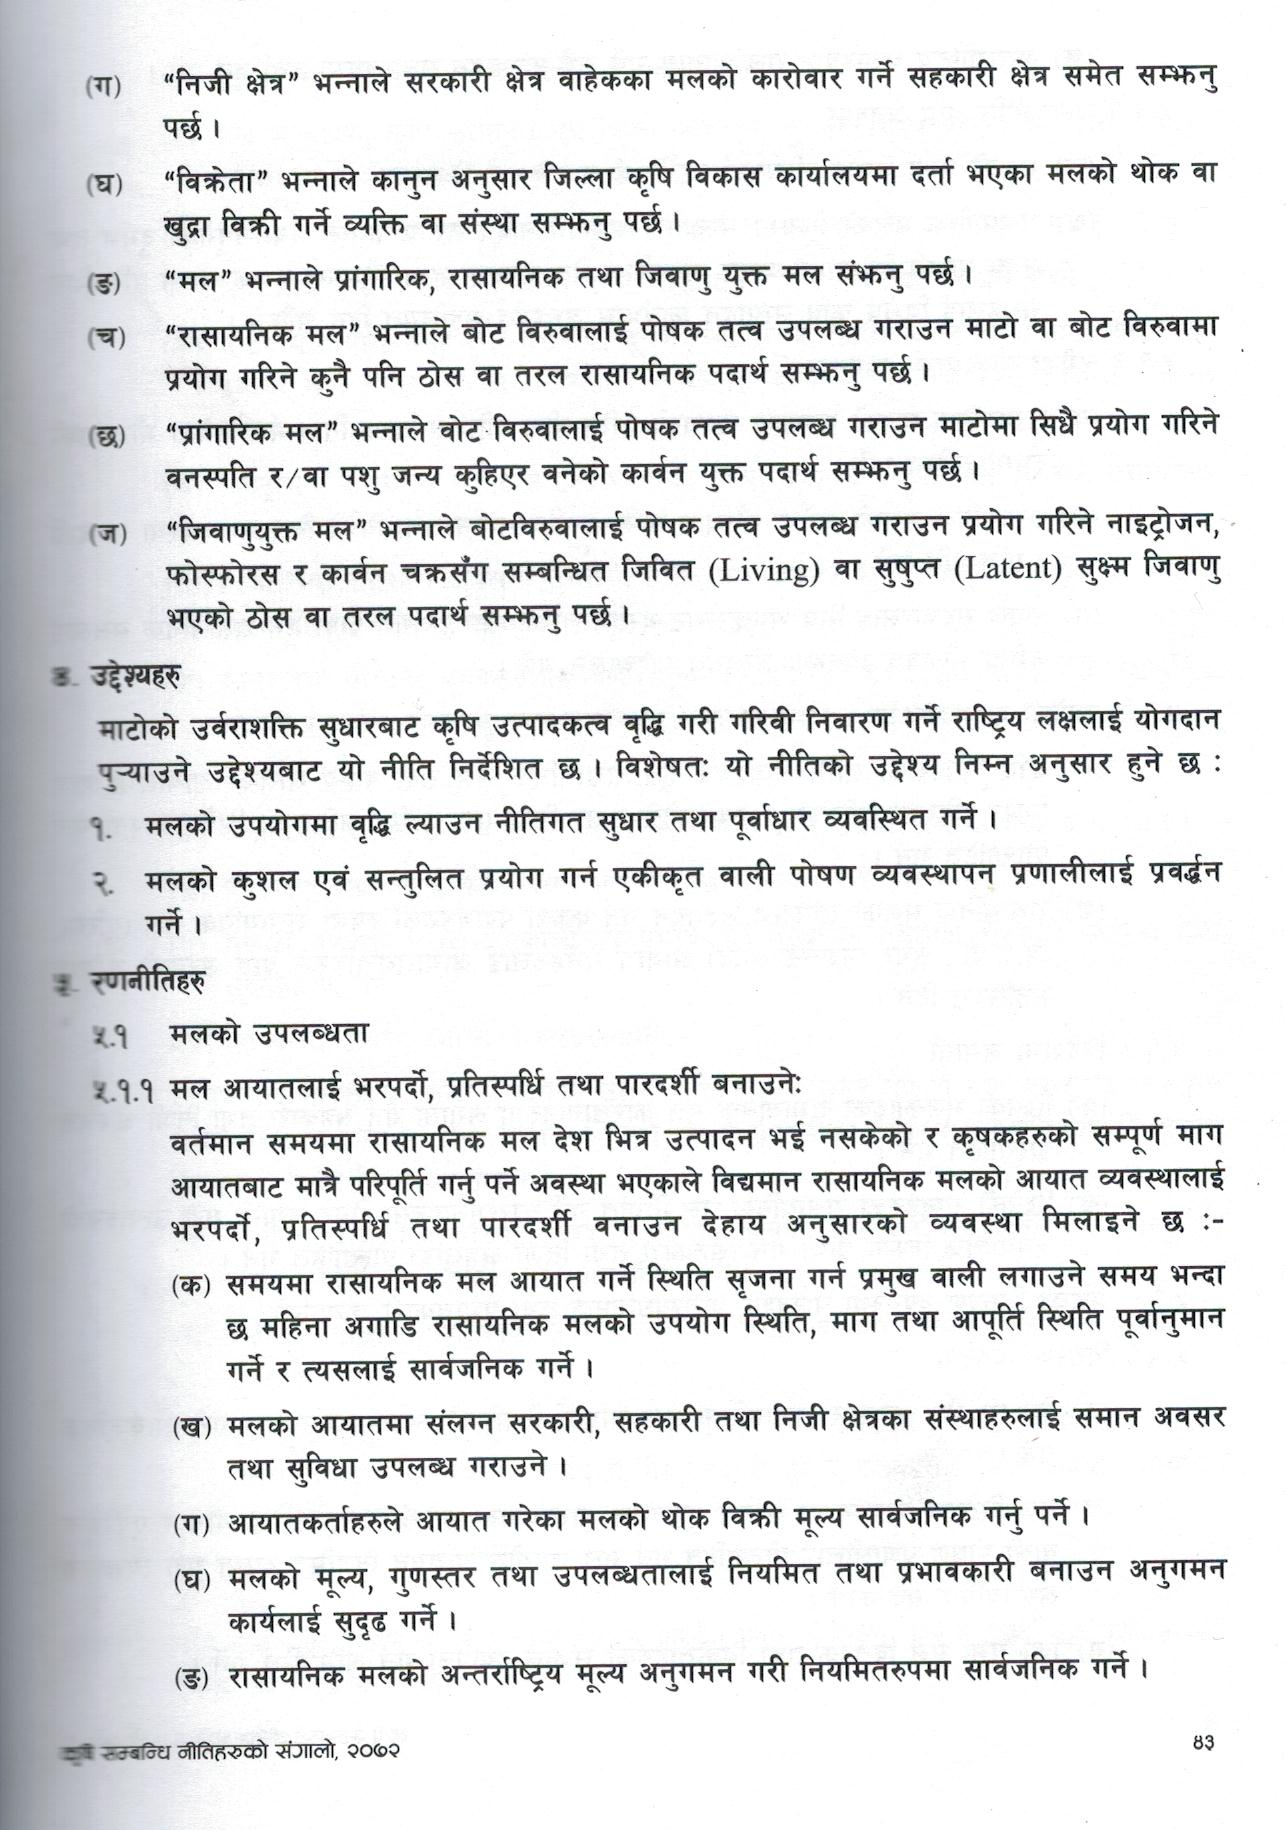 (ग) “निजी क्षेत्र” भन्नाले सरकारी क्षेत्र वाहेकका मलको कारोवार गर्ने सहकारी क्षेत्र समेत सम्झनु
पर्छ ।
(घ) “विक्रेता” भन्नाले कानुन अनुसार जिल्ला कृषि विकास कार्यालयमा दर्ता भएका मलको थोक वा
खुद्रा विक्री गर्ने व्यक्ति वा संस्था सम्झनु पर्छ ।
(ङ) “मल” भन्नाले प्रांगारिक, रासायनिक तथा जिवाणु युक्त मल संझनु पर्छ ।
(च) “रासायनिक मल” भन्नाले बोट विरुवालाई पोषक तत्व उपलब्ध गराउन माटो वा बोट विरुवामा
प्रयोग गरिने कुनै पनि ठोस वा तरल रासायनिक पदार्थ सम्झनु पर्छ ।
(छ) “प्रांगारिक मल” भन्नाले वोट विरुवालाई पोषक तत्व उपलब्ध गराउन माटोमा सिधै प्रयोग गरिने
वनस्पति र/वा पशु जन्य कुहिएर वनेको कार्वन युक्त पदार्थ सम्झनु पर्छ ।
(ज) “जिवाणुयुक्त मल” भन्नाले बोटविरुवालाई पोषक तत्व उपलब्ध गराउन प्रयोग गरिने नाइट्रोजन,
फोस्फोरस र कार्वन चक्रसँग सम्बन्धित जिवित (Living) वा सुषुप्त (Latent) सुक्ष्म जिवाणु
भएको ठोस वा तरल पदार्थ सम्झनु पर्छ ।
४. उद्देश्यहरु
माटोको उर्वराशक्ति सुधारबाट कृषि उत्पादकत्व वृद्धि गरी गरिवी निवारण गर्ने राष्ट्रिय लक्षलाई योगदान
पुऱ्याउने उद्देश्यबाट यो नीति निर्देशित छ । विशेषतः यो नीतिको उद्देश्य निम्न अनुसार हुने छ :
१. मलको उपयोगमा वृद्धि ल्याउन नीतिगत सुधार तथा पूर्वाधार व्यवस्थित गर्ने ।
२. मलको कुशल एवं सन्तुलित प्रयोग गर्न एकीकृत वाली पोषण व्यवस्थापन प्रणालीलाई प्रवर्द्धन
गर्ने ।
५. रणनीतिहरु
५.१ मलको उपलब्धता
५.१.१ मल आयातलाई भरपर्दो, प्रतिस्पर्धि तथा पारदर्शी बनाउनेः
वर्तमान समयमा रासायनिक मल देश भित्र उत्पादन भई नसकेको र कृषकहरुको सम्पूर्ण माग
आयातबाट मात्रै परिपूर्ति गर्नु पर्ने अवस्था भएकाले विद्यमान रासायनिक मलको आयात व्यवस्थालाई
भरपर्दो, प्रतिस्पर्धि तथा पारदर्शी वनाउन देहाय अनुसारको व्यवस्था मिलाइने छ :-
(क) समयमा रासायनिक मल आयात गर्ने स्थिति सृजना गर्न प्रमुख वाली लगाउने समय भन्दा
छ महिना अगाडि रासायनिक मलको उपयोग स्थिति, माग तथा आपूर्ति स्थिति पूर्वानुमान
गर्ने र त्यसलाई सार्वजनिक गर्ने ।
(ख) मलको आयातमा संलग्न सरकारी, सहकारी तथा निजी क्षेत्रका संस्थाहरुलाई समान अवसर
तथा सुविधा उपलब्ध गराउने ।
(ग) आयातकर्ताहरुले आयात गरेका मलको थोक विक्री मूल्य सार्वजनिक गर्नु पर्ने ।
(घ) मलको मूल्य, गुणस्तर तथा उपलब्धतालाई नियमित तथा प्रभावकारी बनाउन अनुगमन
कार्यलाई सुदृढ गर्ने ।
(ङ) रासायनिक मलको अन्तर्राष्ट्रिय मूल्य अनुगमन गरी नियमितरुपमा सार्वजनिक गर्ने ।
कृषि सम्बन्धि नीतिहरुको संगालो, २०७२ ४३